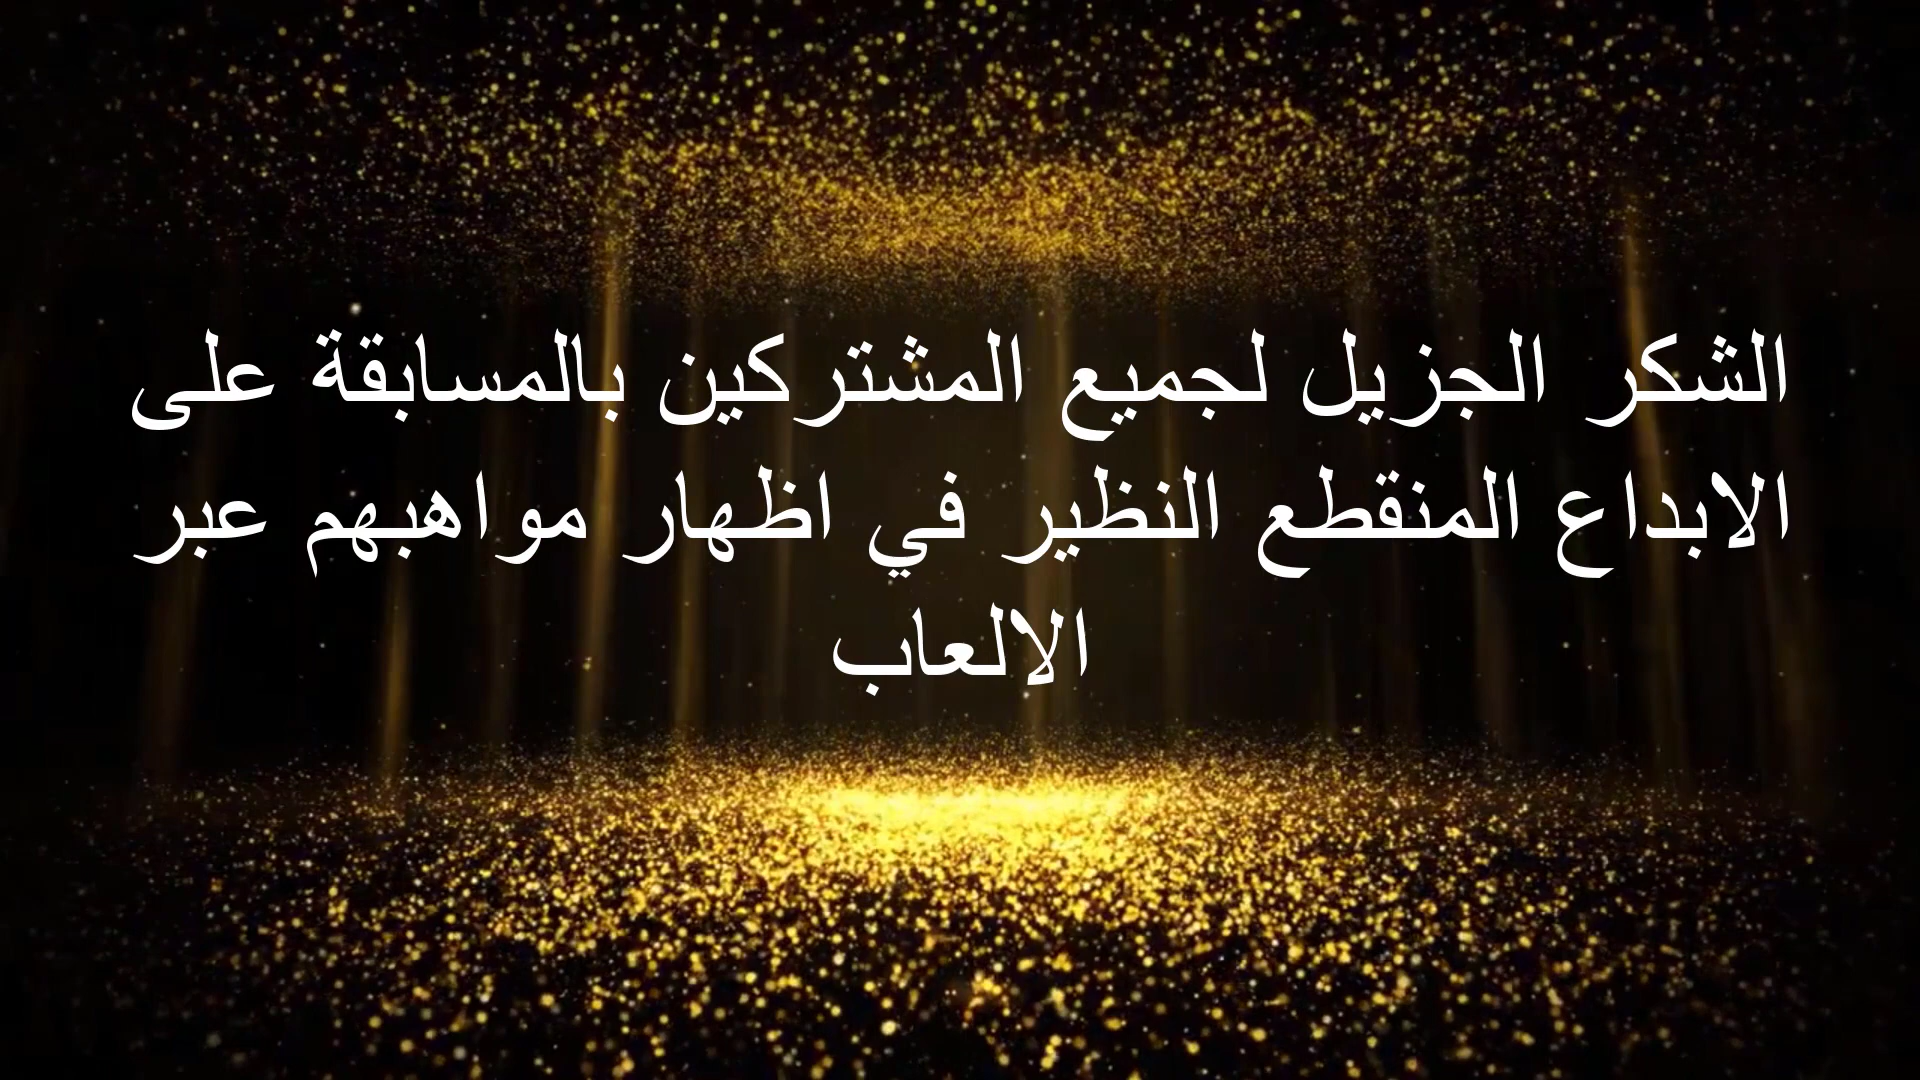 الشكر الجزيل لجميع المشتركين بالمسابقة على
الابداع المنقطع النظير في اظهار مواهبهم عبر
الالعاب